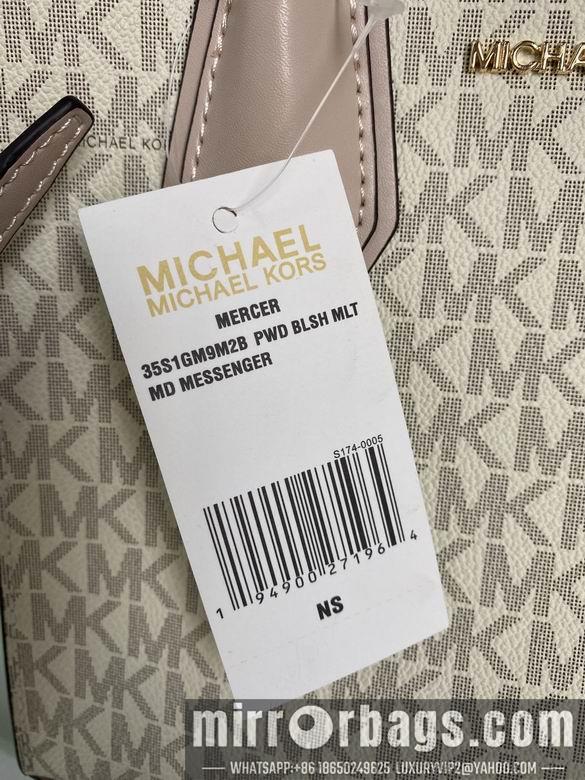 MICHA
MICHAEL KOR
MICHAEL
MICHAEL KORS
MERCER
35S1GM9M2B PWD BLSH MLT
MD MESSENGER
S174-0005
1 94900 27196 4
NS
mirrorbags.com
WHATSAPP:+86 18650249625 LUXURYVIP2@YAHOO.COM